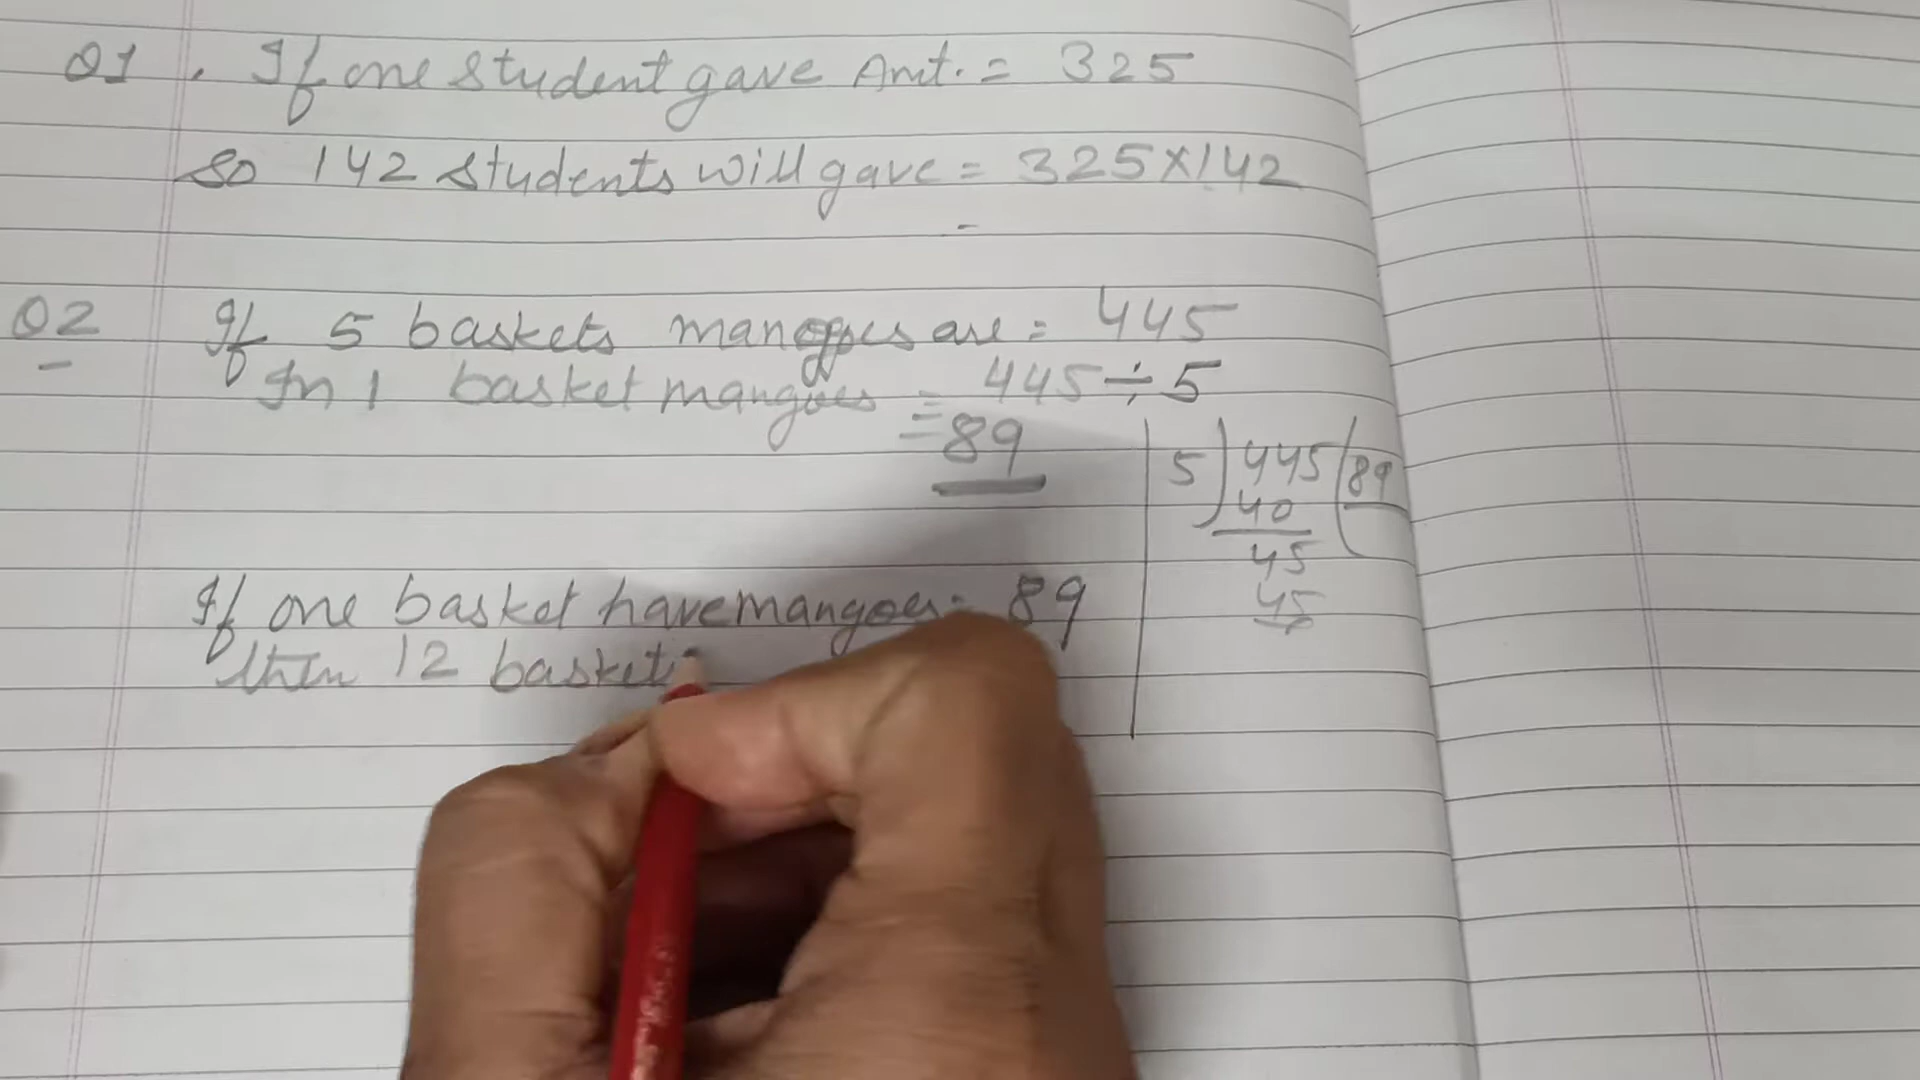 Q1. If one student gave Amt. = 325
So 142 students will gave = 325×142
Q2 If 5 baskets mangoes are = 445
In 1 basket mangoes = 445÷5
= 89
5)445(89
40
45
45
If one basket have mangoes = 89
then 12 baskets